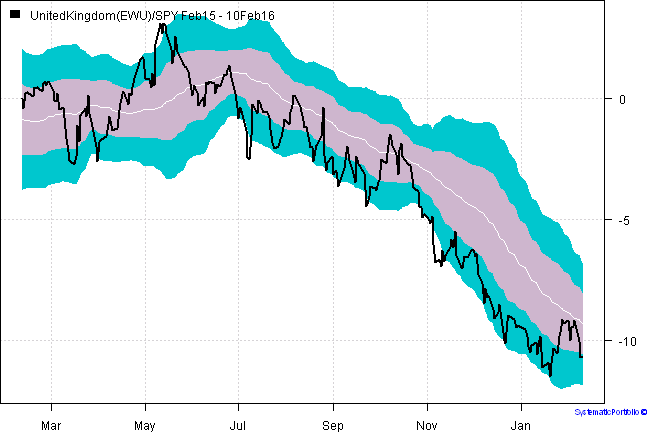 UnitedKingdom(EWU)/SPY Feb15 - 10Feb16
0
-5
-10
Mar May Jul Sep Nov Jan
SystematicPortfolio ©